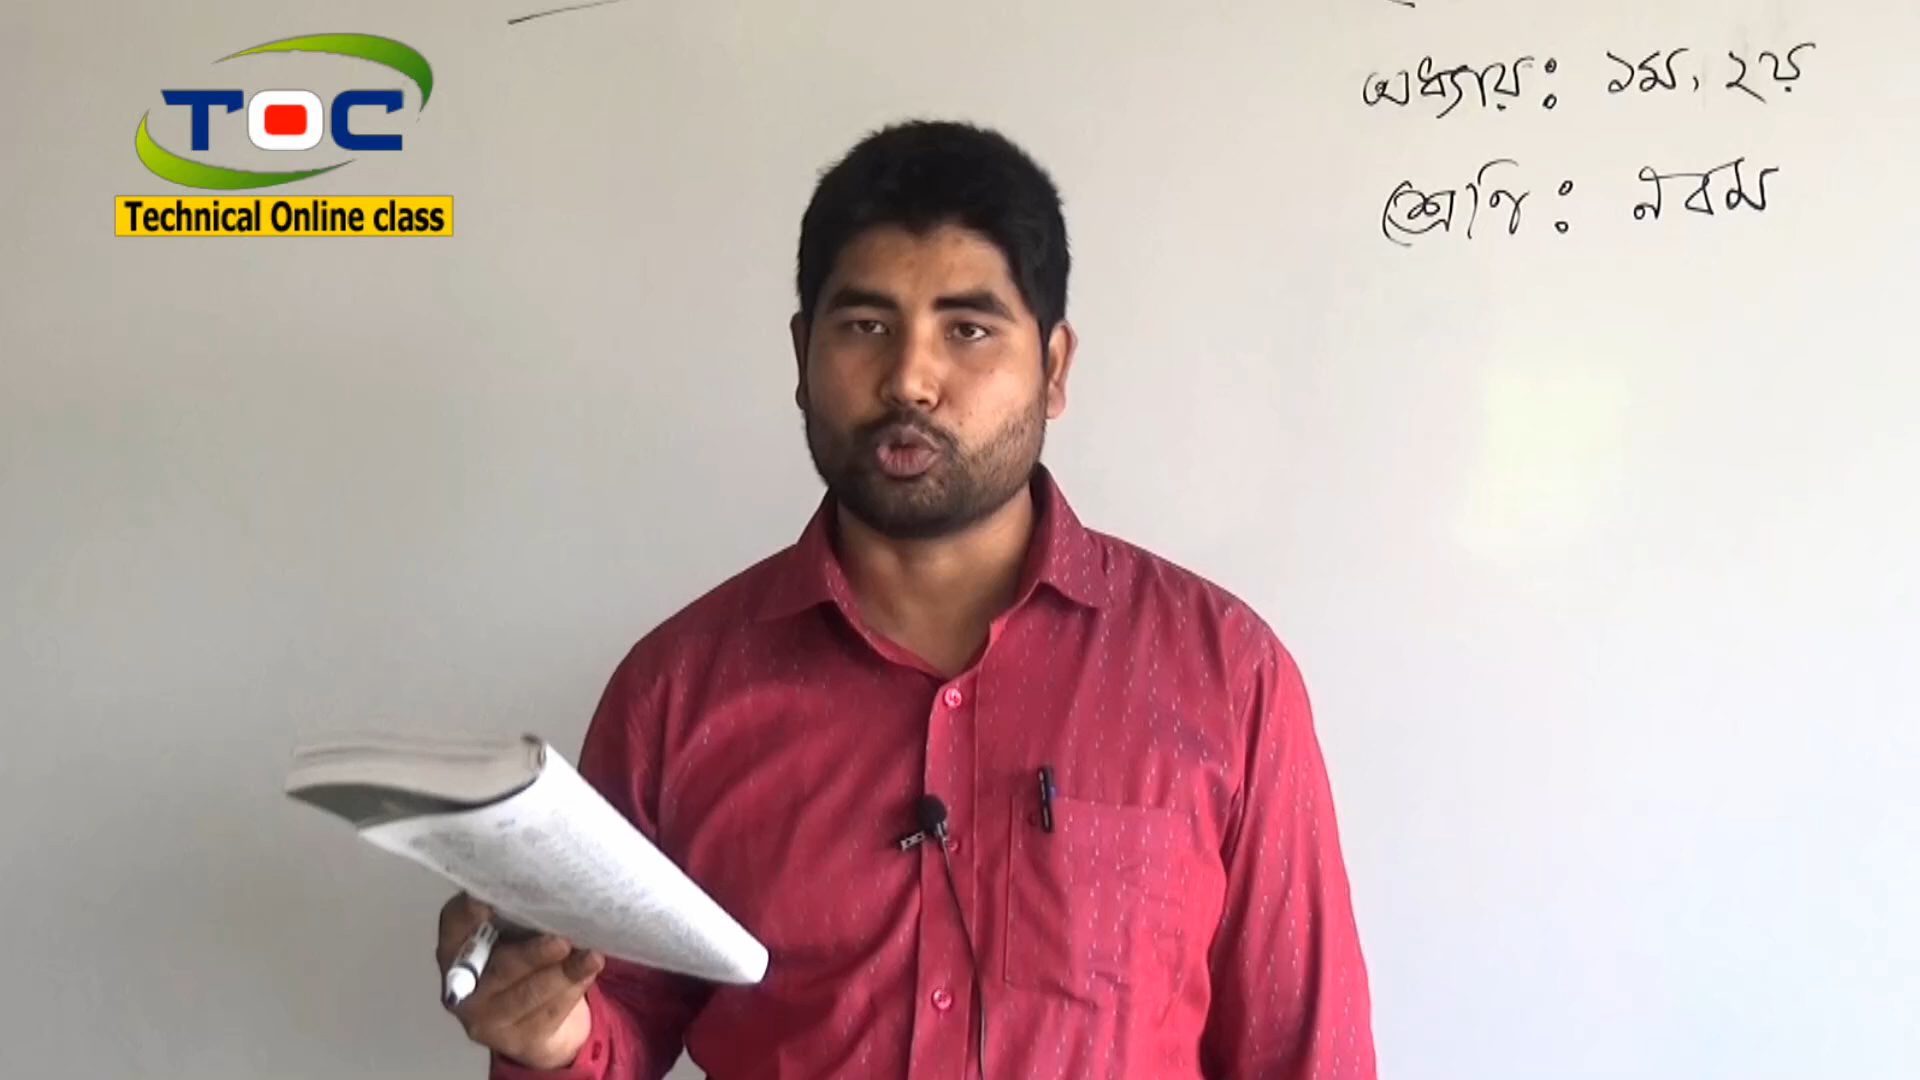 TOC
Technical Online class
অধ্যায়ঃ ১ম, ২য়
শ্রেণিঃ নবম